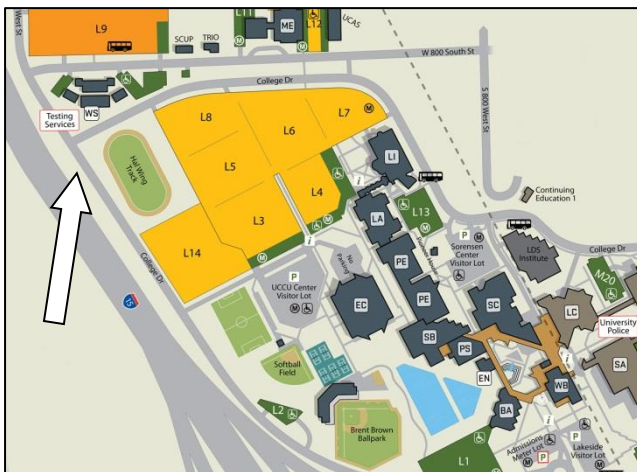 L9
West St
SCUP
TRIO
L11
ME
L12
UCAS
M
M
W 800 South St
College Dr
S 800 West St
WS
Testing
Services
L8
L6
L7
M
L5
L4
L3
L14
Hal Wing
Track
College Dr
15
i
LI
LA
L13
M
M
M
i
Continuing
Education 1
P
M
Sorensen
Center
Visitor Lot
LDS
Institute
College Dr
M20
No
Parking
P
UCCU Center
Visitor Lot
M
EC
PE
PE
SB
PS
SC
LC
University
Police
SA
EN
WB
BA
i
i
Softball
Field
L2
Brent Brown
Ballpark
L1
Admissions
Meter Lot
M
P
P
Lakeside
Visitor Lot
M